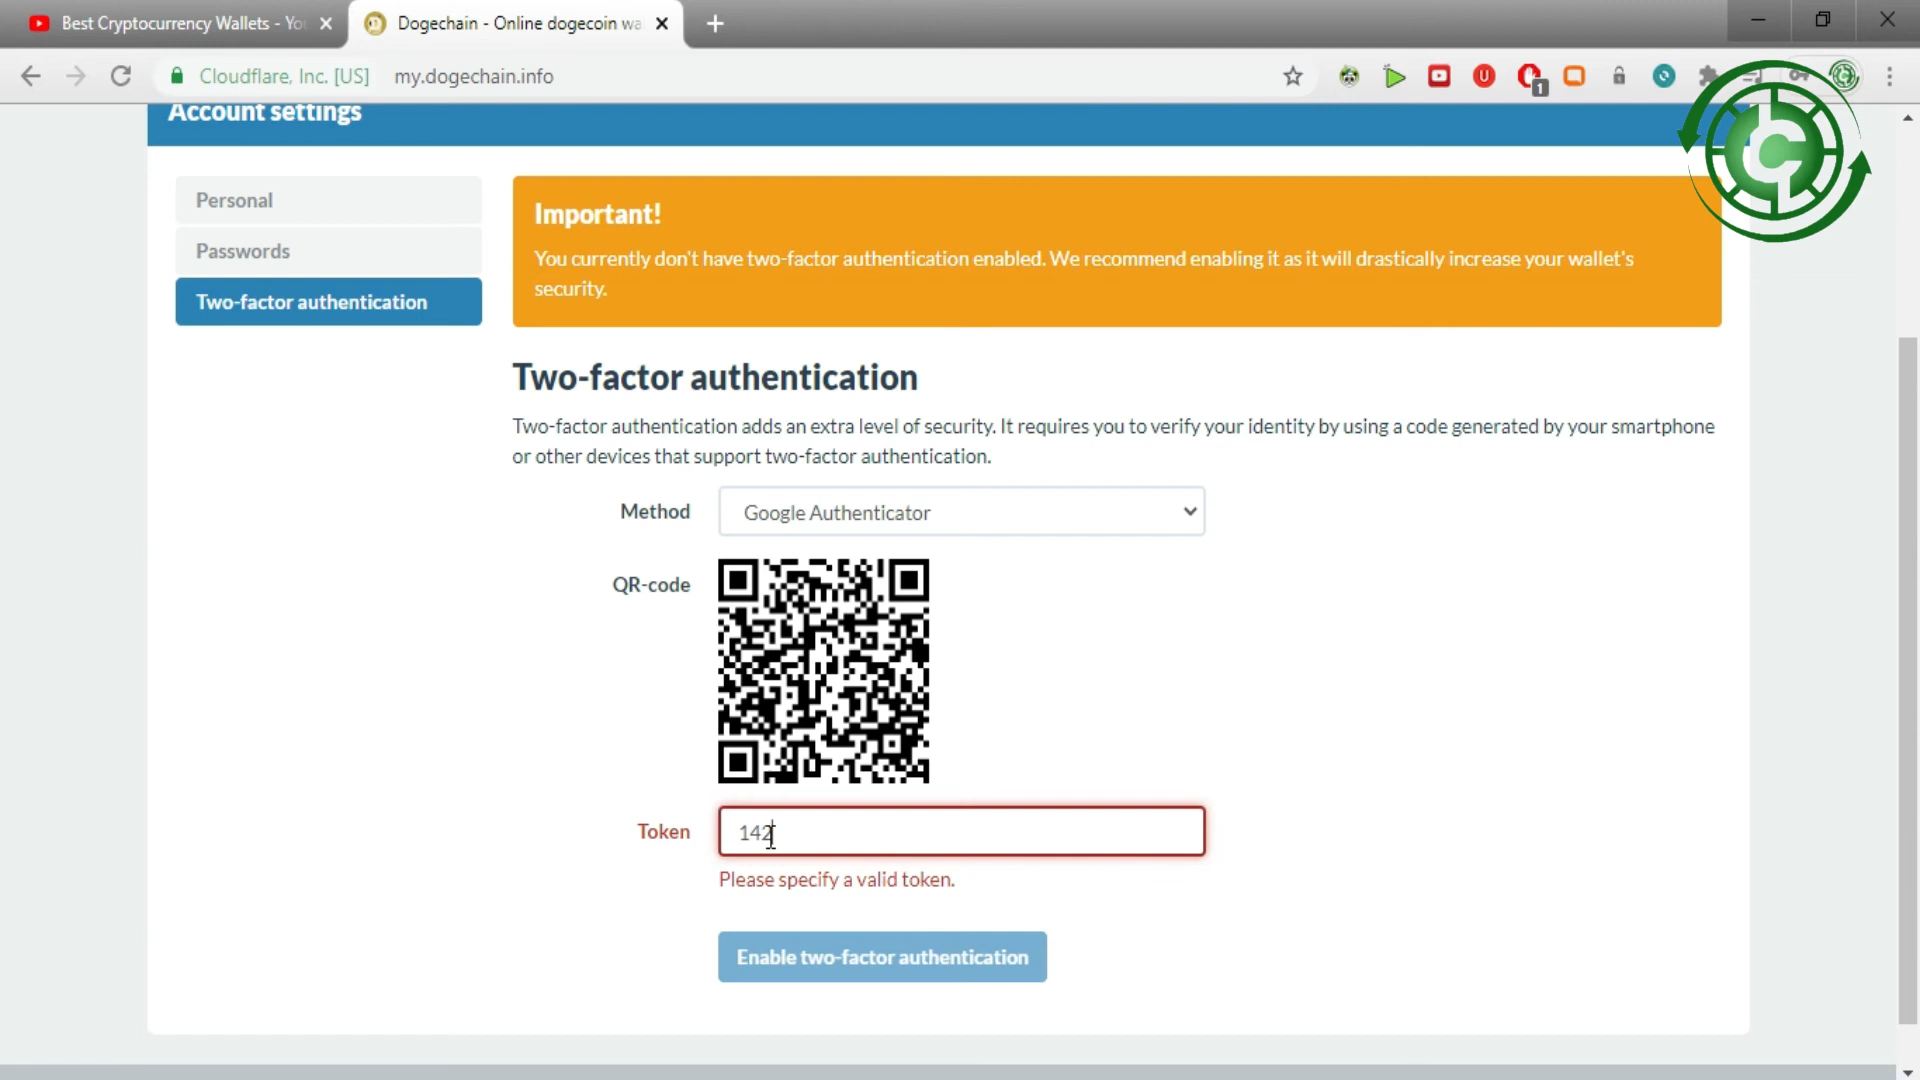 Best Cryptocurrency Wallets - Yo
Dogechain - Online dogecoin wa
Cloudflare, Inc. [US]
my.dogechain.info
1
Account settings
Personal
Passwords
Two-factor authentication
Important!
You currently don't have two-factor authentication enabled. We recommend enabling it as it will drastically increase your wallet's
security.
Two-factor authentication
Two-factor authentication adds an extra level of security. It requires you to verify your identity by using a code generated by your smartphone
or other devices that support two-factor authentication.
Method
Google Authenticator
QR-code
Token
142
Please specify a valid token.
Enable two-factor authentication